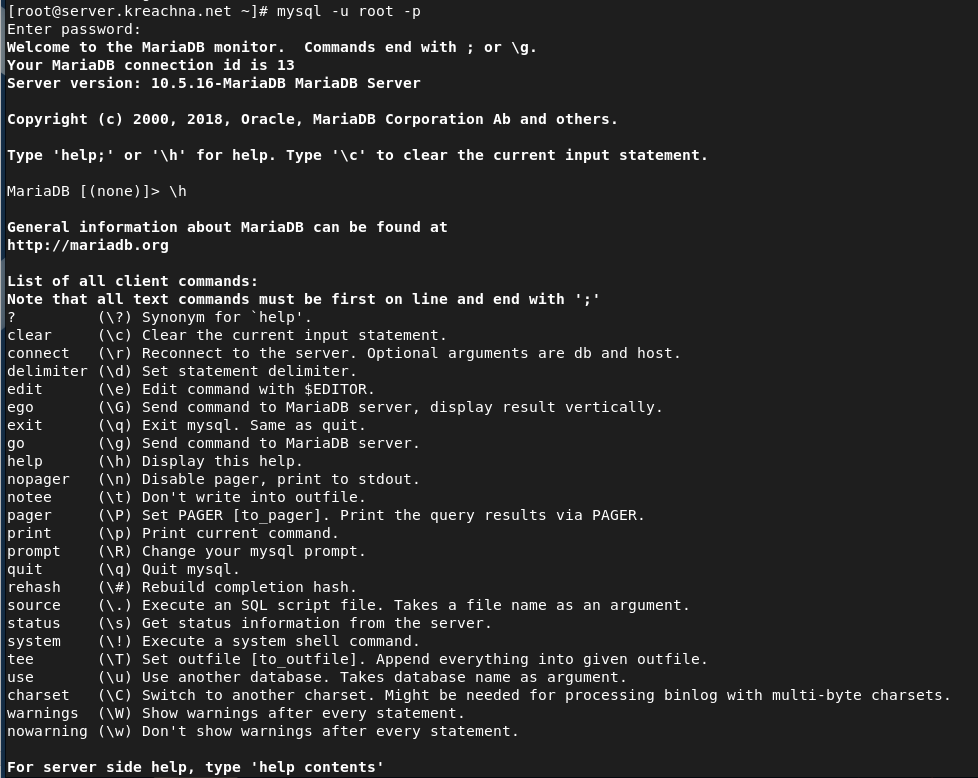 [root@server.kreachna.net ~]# mysql -u root -p
Enter password:
Welcome to the MariaDB monitor.  Commands end with ; or \g.
Your MariaDB connection id is 13
Server version: 10.5.16-MariaDB MariaDB Server
Copyright (c) 2000, 2018, Oracle, MariaDB Corporation Ab and others.
Type 'help;' or '\h' for help. Type '\c' to clear the current input statement.
MariaDB [(none)]> \h
General information about MariaDB can be found at
http://mariadb.org
List of all client commands:
Note that all text commands must be first on line and end with ';'
?         (\?) Synonym for `help'.
clear     (\c) Clear the current input statement.
connect   (\r) Reconnect to the server. Optional arguments are db and host.
delimiter (\d) Set statement delimiter.
edit      (\e) Edit command with $EDITOR.
ego       (\G) Send command to MariaDB server, display result vertically.
exit      (\q) Exit mysql. Same as quit.
go        (\g) Send command to MariaDB server.
help      (\h) Display this help.
nopager   (\n) Disable pager, print to stdout.
notee     (\t) Don't write into outfile.
pager     (\P) Set PAGER [to_pager]. Print the query results via PAGER.
print     (\p) Print current command.
prompt    (\R) Change your mysql prompt.
quit      (\q) Quit mysql.
rehash    (\#) Rebuild completion hash.
source    (\.) Execute an SQL script file. Takes a file name as an argument.
status    (\s) Get status information from the server.
system    (\!) Execute a system shell command.
tee       (\T) Set outfile [to_outfile]. Append everything into given outfile.
use       (\u) Use another database. Takes database name as argument.
charset   (\C) Switch to another charset. Might be needed for processing binlog with multi-byte charsets.
warnings  (\W) Show warnings after every statement.
nowarning (\w) Don't show warnings after every statement.
For server side help, type 'help contents'